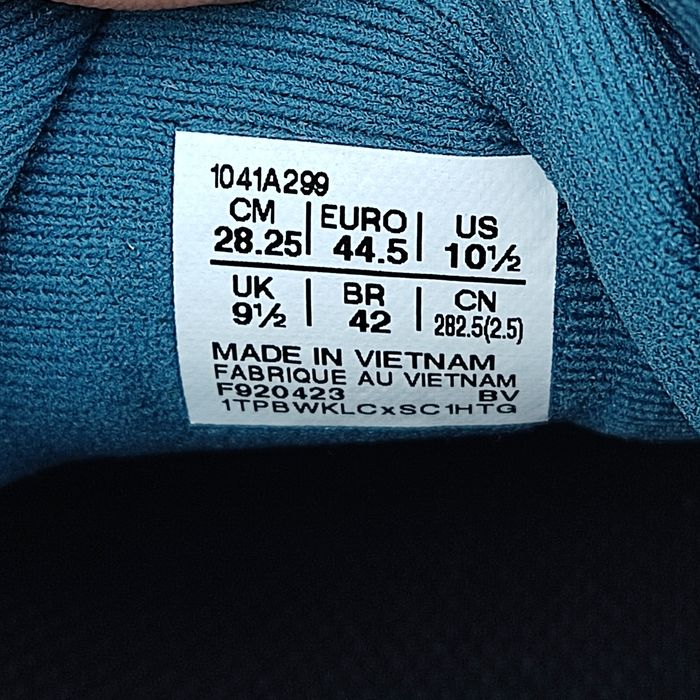 1041A299
CM | EURO | US
28.25 | 44.5 | 10½
UK | BR | CN
9½ | 42 | 282.5(2.5)
MADE IN VIETNAM
FABRIQUE AU VIETNAM
F920423 BV
1TPBWKLCxSC1HTG